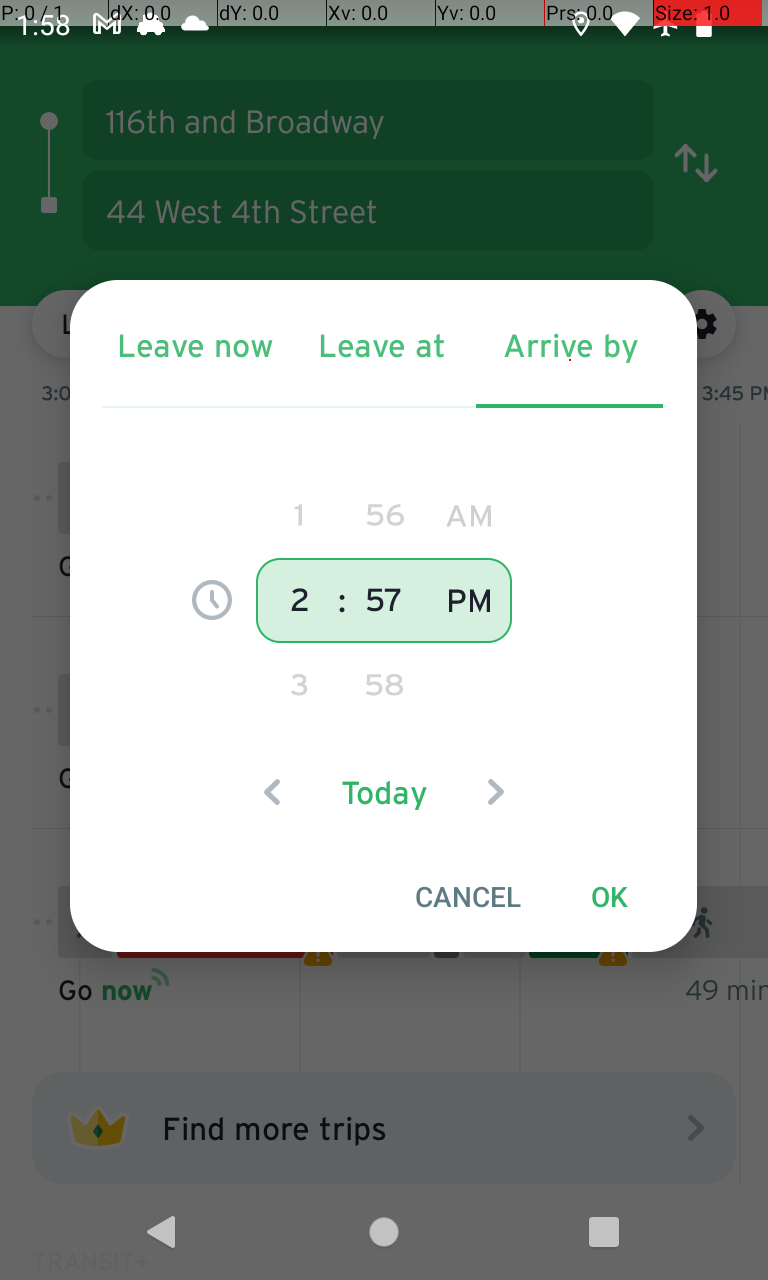 P: 0 / 1 dX: 0.0 dY: 0.0 Xv: 0.0 Yv: 0.0 Prs: 0.0 Size: 1.0
1:58
116th and Broadway
44 West 4th Street
Leave now Leave at Arrive by
3:45 PM
1 56 AM
2 : 57 PM
3 58
Today
CANCEL OK
Go now
49 min
Find more trips
TRANSIT+